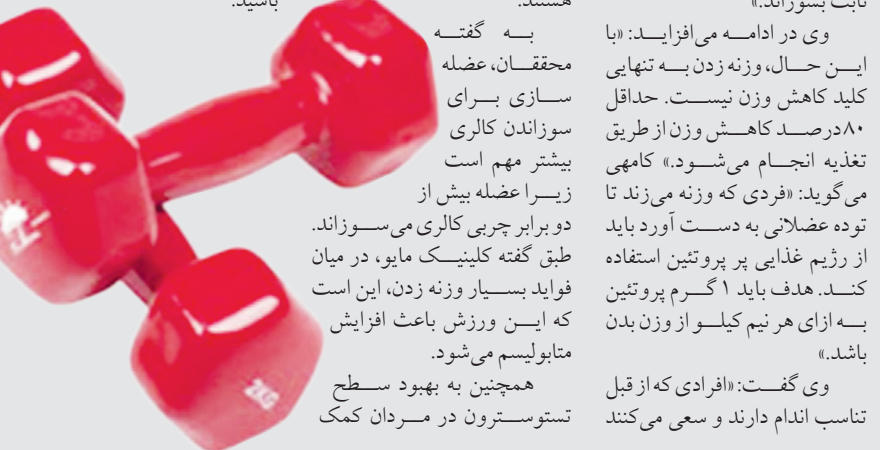 ثابت بسوزاند.»
وی در ادامه می‌افزاید: «با
این حال، وزنه زدن به تنهایی
کلید کاهش وزن نیست. حداقل
۸۰درصد کاهش وزن از طریق
تغذیه انجام می‌شود.» کامهی
می‌گوید: «فردی که وزنه می‌زند تا
توده عضلانی به دست آورد باید
از رژیم غذایی پر پروتئین استفاده
کند. هدف باید ۱ گرم پروتئین
به ازای هر نیم کیلو از وزن بدن
باشد.»
وی گفت: «افرادی که از قبل
تناسب اندام دارند و سعی می‌کنند
هستند.
به گفته
محققان، عضله
سازی برای
سوزاندن کالری
بیشتر مهم است
زیرا عضله بیش از
دو برابر چربی کالری می‌سوزاند.
طبق گفته کلینیک مایو، در میان
فواید بسیار وزنه زدن، این است
که این ورزش باعث افزایش
متابولیسم می‌شود.
همچنین به بهبود سطح
تستوسترون در مردان کمک
باشید.
2KG